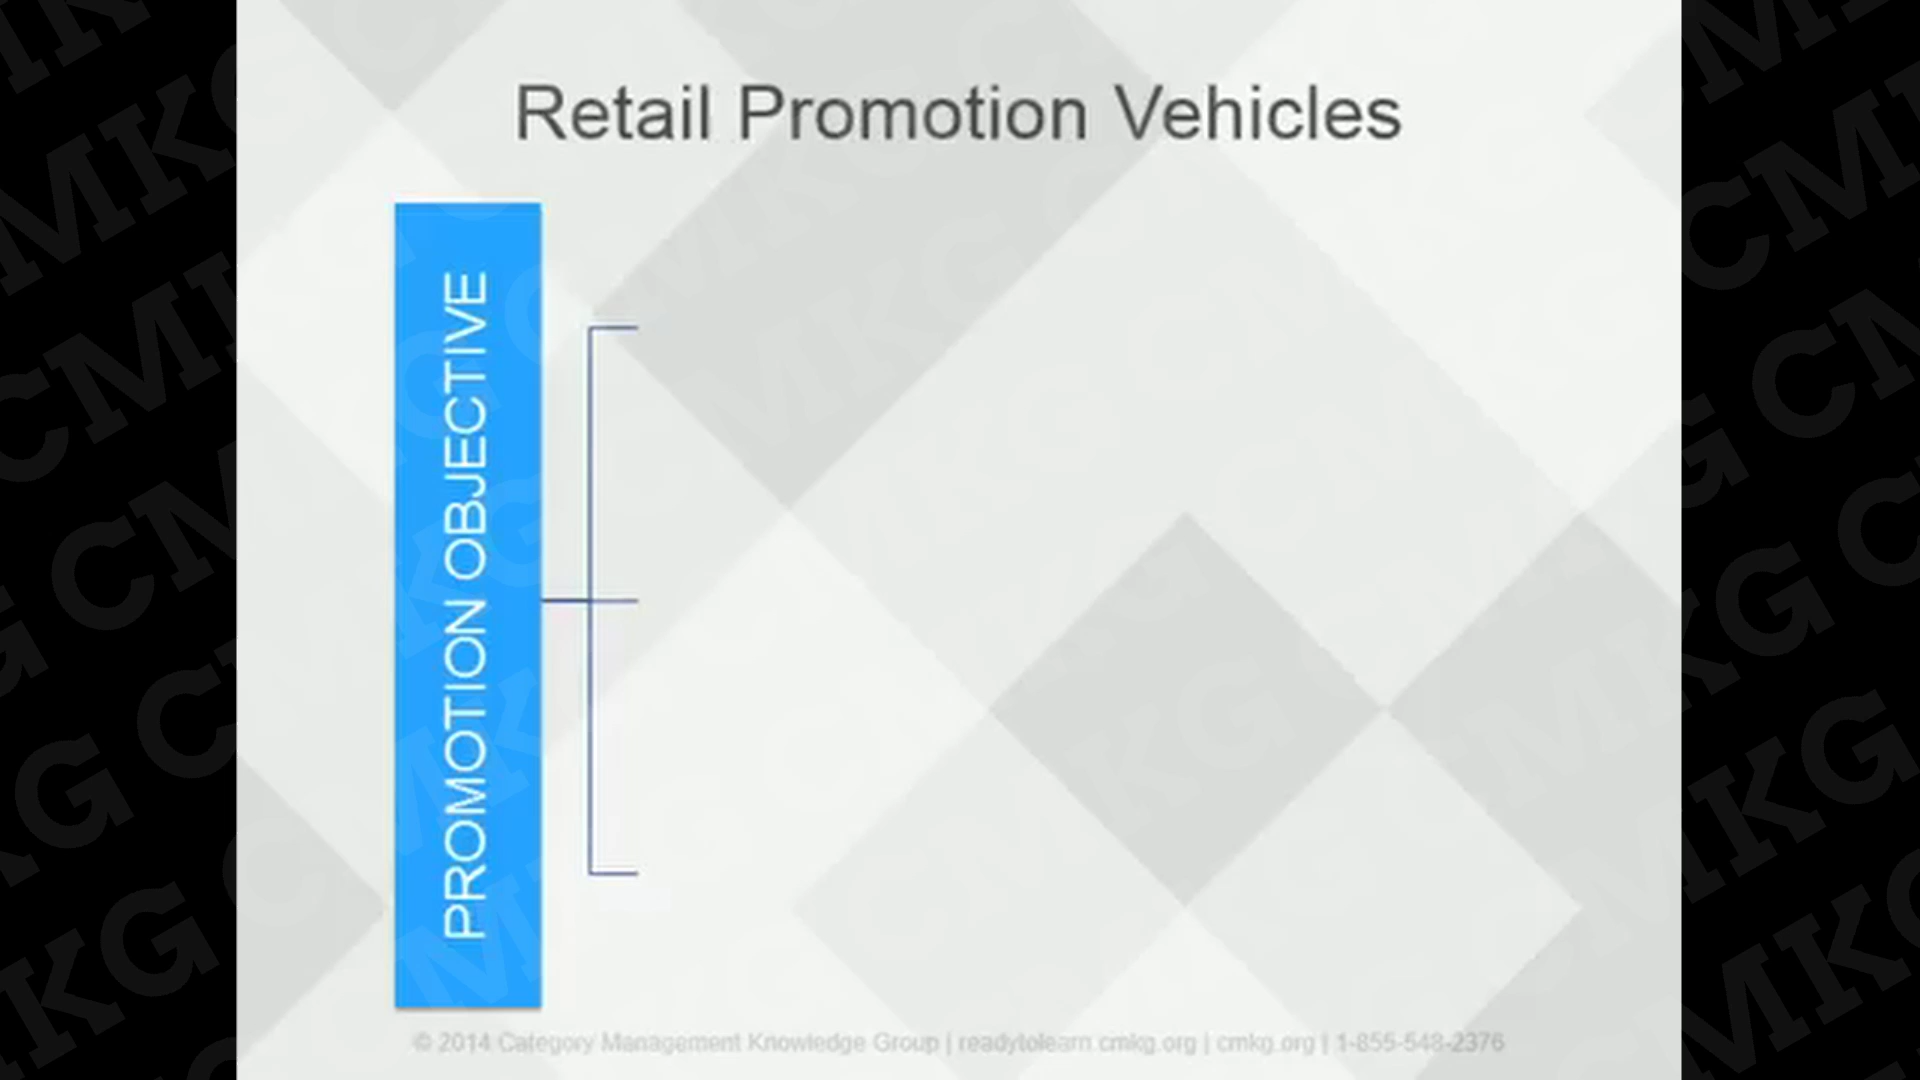 Retail Promotion Vehicles
PROMOTION OBJECTIVE
© 2014 Category Management Knowledge Group | readytolearn.cmkg.org | cmkg.org | 1-855-548-2376
CMKG